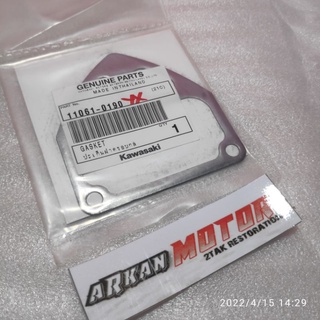 GENUINE PARTS
MADE IN THAILAND
11061-0190
GASKET
1
Kawasaki
ARKAN MOTOR
2TAK RESTORATION
2022/4/15 14:29